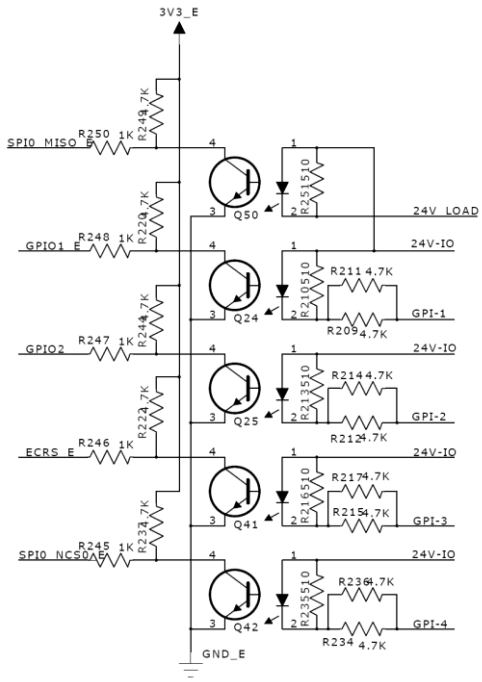 3V3_E
R249 4.7K
R250 1K
SPI0_MISO_E
4
1
R251 510
3
Q50
2
24V_LOAD
R220 4.7K
R248 1K
GPIO1_E
4
1
24V-IO
R210 510
R211 4.7K
3
Q24
2
R209 4.7K
GPI-1
R244 4.7K
R247 1K
GPIO2
4
1
24V-IO
R213 510
R214 4.7K
3
Q25
2
R212 4.7K
GPI-2
R222 4.7K
R246 1K
ECRS_E
4
1
24V-IO
R216 510
R217 4.7K
3
Q41
2
R215 4.7K
GPI-3
4.7K
R245 1K
SPI0_NCS0_E
4
1
24V-IO
R235 510
R236 4.7K
3
Q42
2
R234 4.7K
GPI-4
GND_E